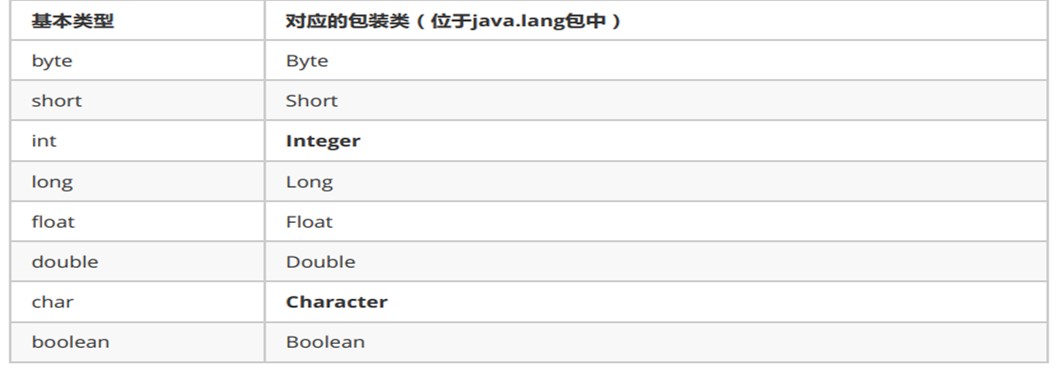 基本类型 对应的包装类（位于java.lang包中）
byte Byte
short Short
int Integer
long Long
float Float
double Double
char Character
boolean Boolean